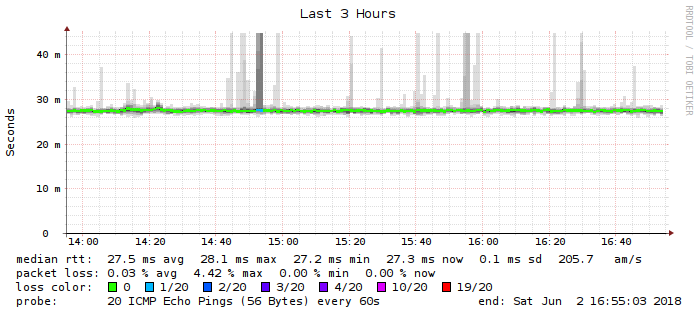 Last 3 Hours
RRDTOOL / TOBI OETIKER
Seconds
40 m
30 m
20 m
10 m
0
14:00 14:20 14:40 15:00 15:20 15:40 16:00 16:20 16:40
median rtt: 27.5 ms avg 28.1 ms max 27.2 ms min 27.3 ms now 0.1 ms sd 205.7 am/s
packet loss: 0.03 % avg 4.42 % max 0.00 % min 0.00 % now
loss color: 0 1/20 2/20 3/20 4/20 10/20 19/20
probe: 20 ICMP Echo Pings (56 Bytes) every 60s end: Sat Jun 2 16:55:03 2018